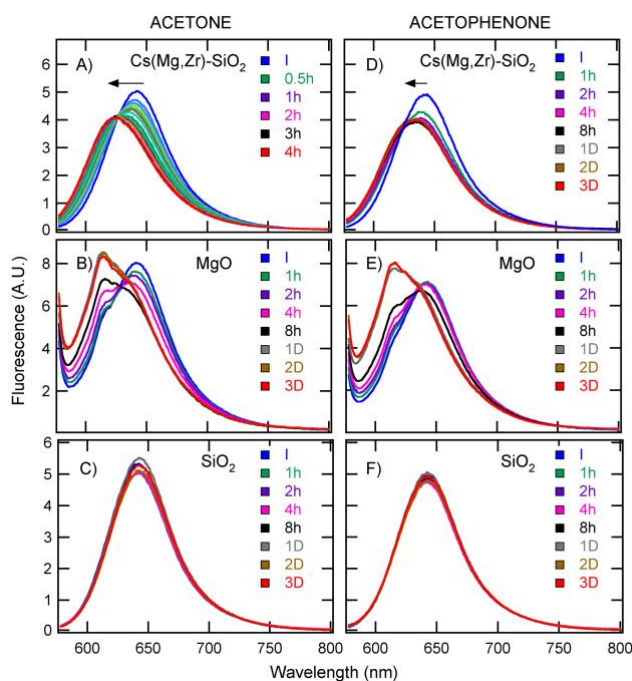 ACETONE
ACETOPHENONE
A) Cs(Mg,Zr)-SiO2
I
0.5h
1h
2h
3h
4h
D) Cs(Mg,Zr)-SiO2
I
1h
2h
4h
8h
1D
2D
3D
6
5
4
3
2
1
0
B) MgO
I
1h
2h
4h
8h
1D
2D
3D
E) MgO
I
1h
2h
4h
8h
1D
2D
3D
8
6
4
2
C) SiO2
I
1h
2h
4h
8h
1D
2D
3D
F) SiO2
I
1h
2h
4h
8h
1D
2D
3D
6
5
4
3
2
1
0
Fluorescence (A.U.)
600 650 700 750 800
600 650 700 750 800
Wavelength (nm)